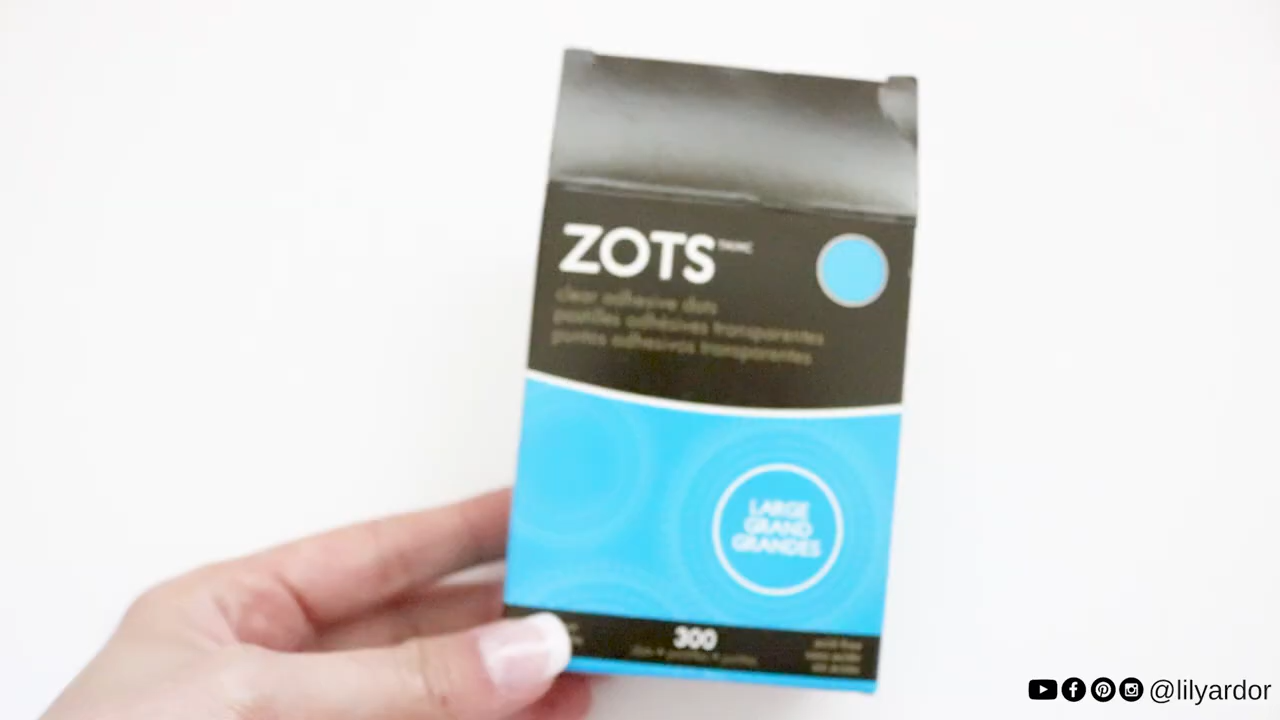 ZOTS
clear adhesive dots
pastilles adhésives transparentes
puntos adhesivos transparentes
LARGE
GRAND
GRANDES
300
@lilyardor